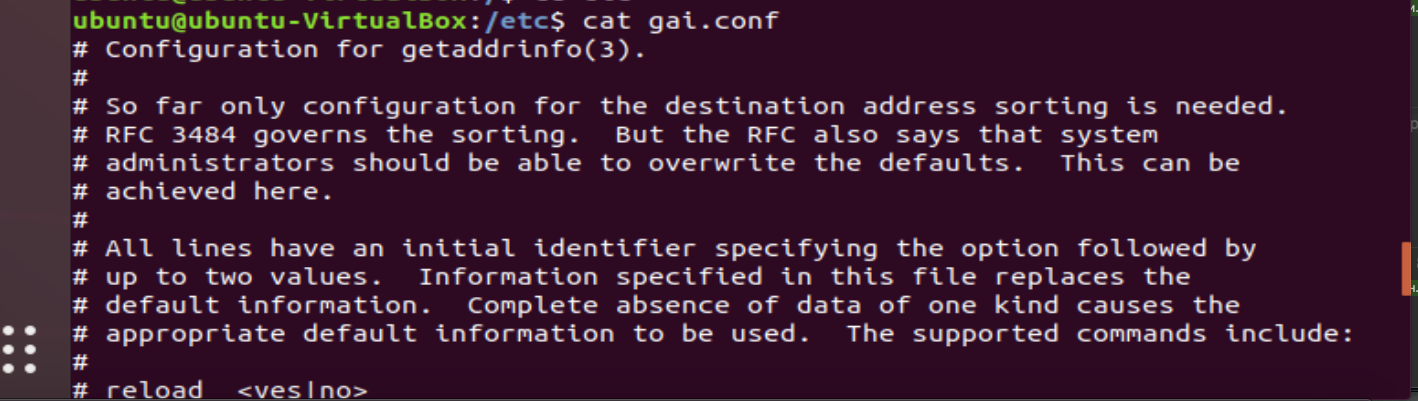 ubuntu@ubuntu-VirtualBox:/etc$ cat gai.conf
# Configuration for getaddrinfo(3).
#
# So far only configuration for the destination address sorting is needed.
# RFC 3484 governs the sorting.  But the RFC also says that system
# administrators should be able to overwrite the defaults.  This can be
# achieved here.
#
# All lines have an initial identifier specifying the option followed by
# up to two values.  Information specified in this file replaces the
# default information.  Complete absence of data of one kind causes the
# appropriate default information to be used.  The supported commands include:
#
# reload  <yes|no>